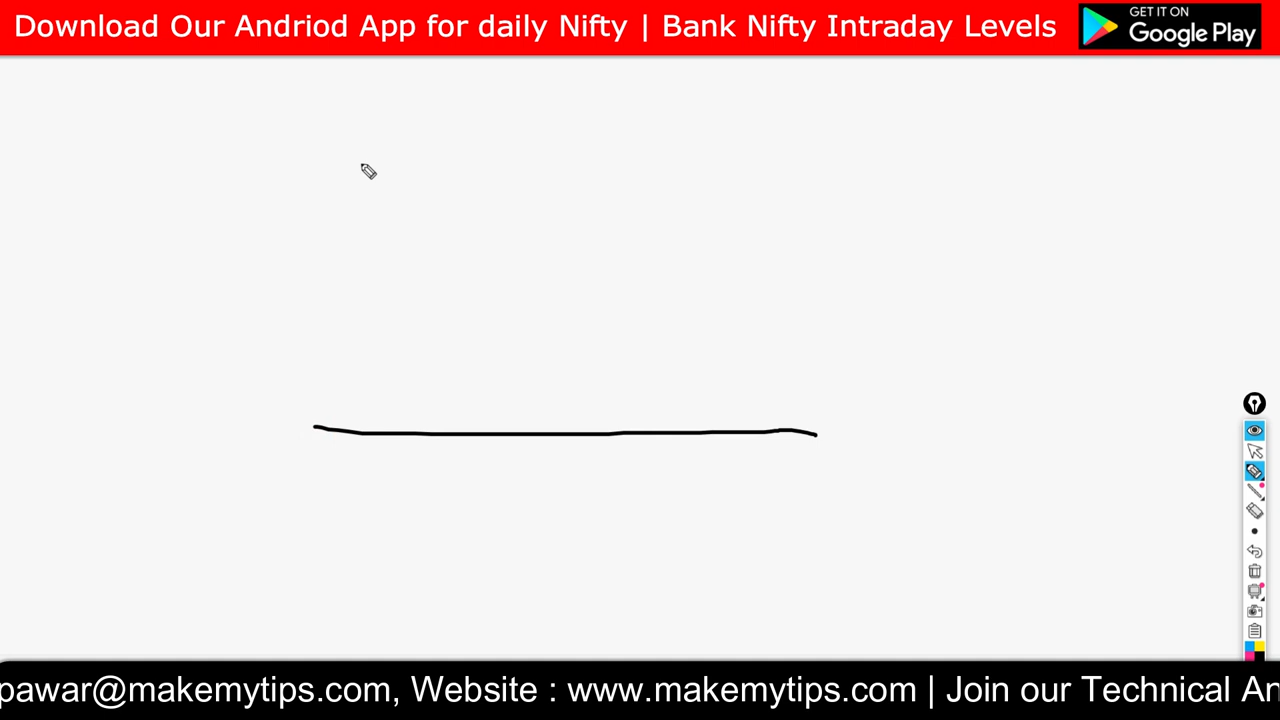 Download Our Andriod App for daily Nifty | Bank Nifty Intraday Levels
GET IT ON
Google Play
pawar@makemytips.com, Website : www.makemytips.com | Join our Technical An